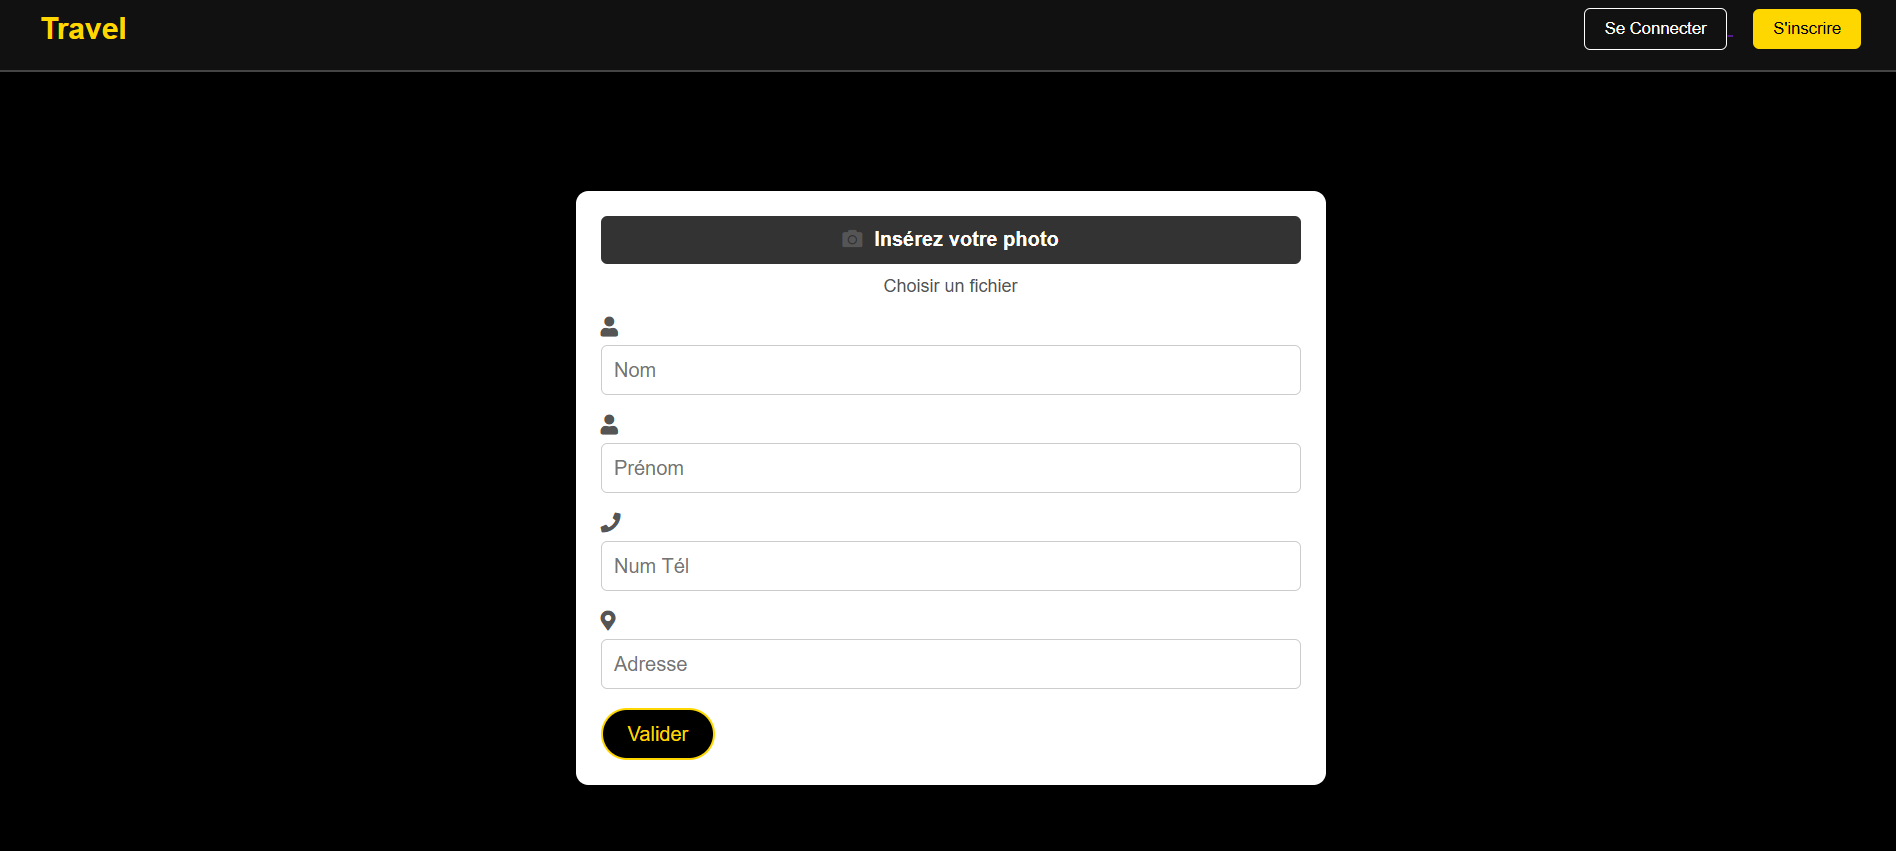 Travel
Se Connecter
S'inscrire
Insérez votre photo
Choisir un fichier
Nom
Prénom
Num Tél
Adresse
Valider